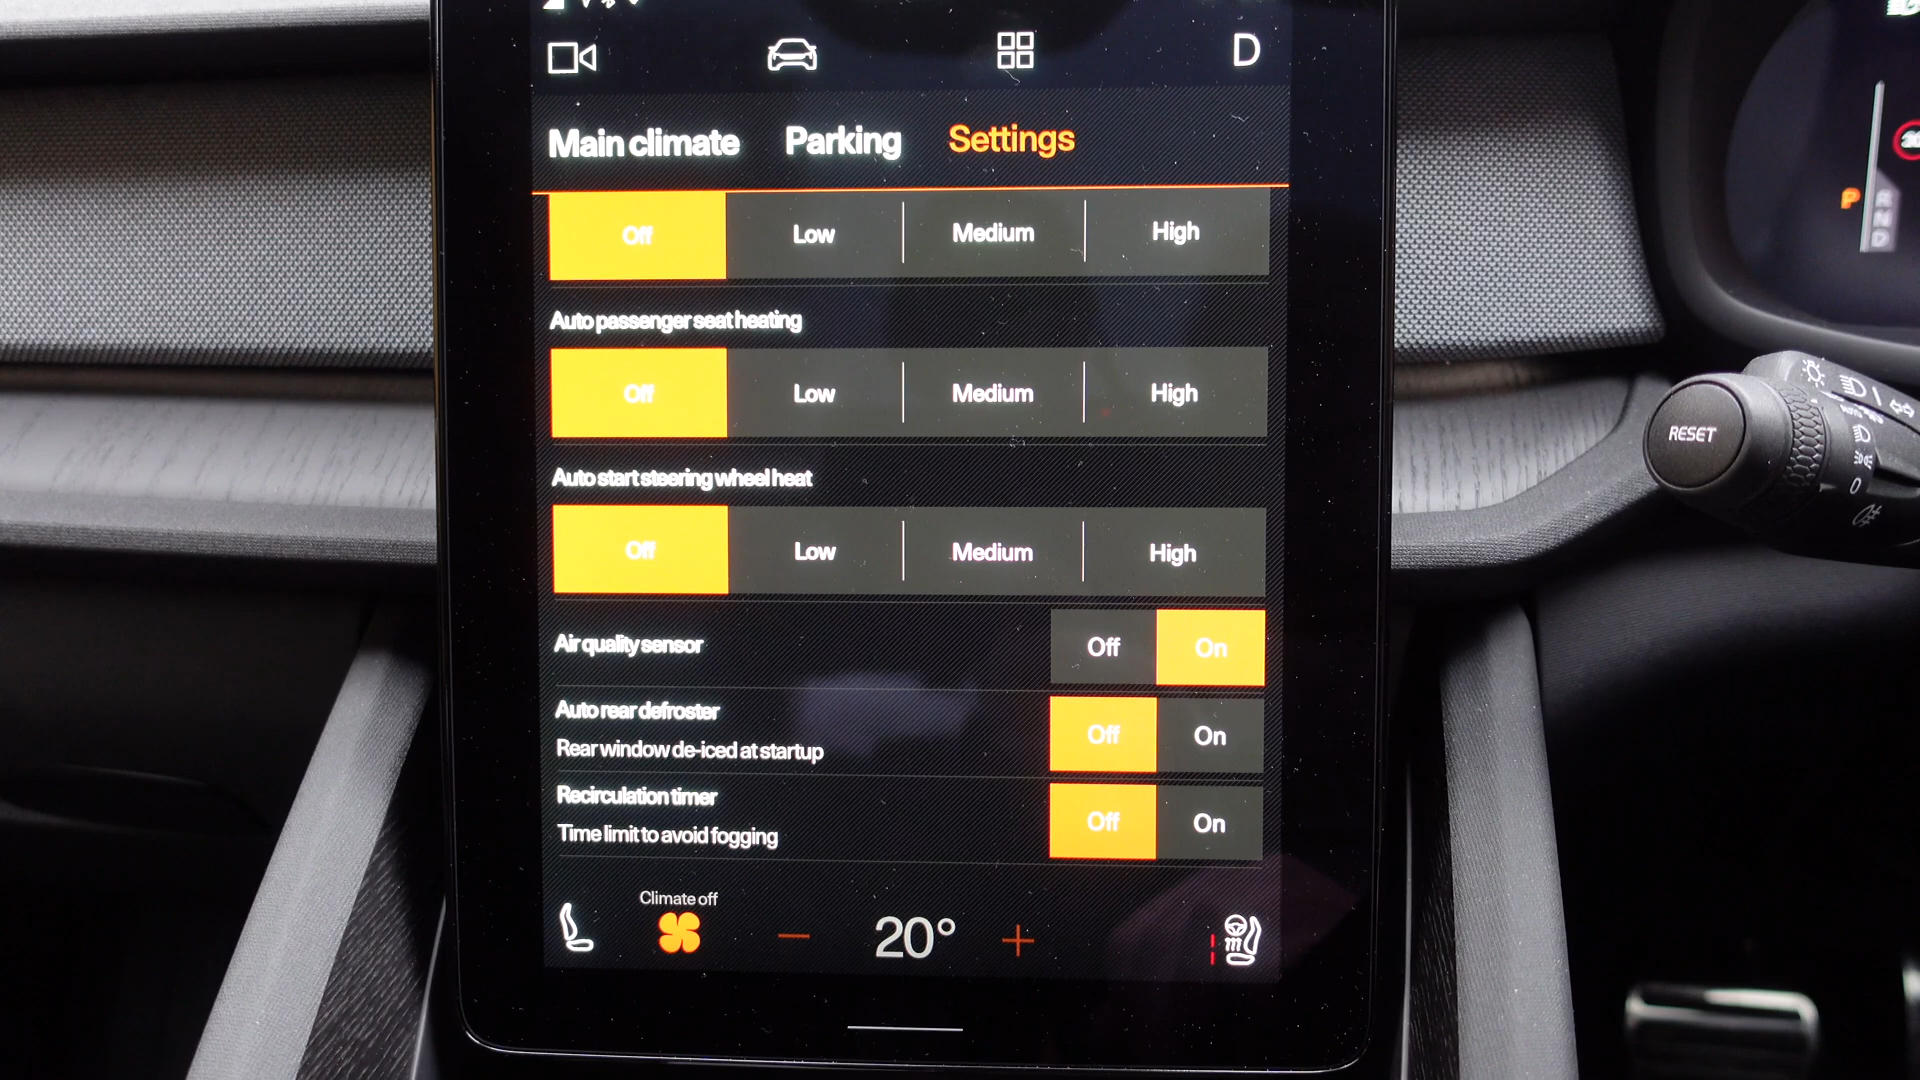 D
Main climate Parking Settings
Off Low Medium High
Auto passenger seat heating
Off Low Medium High
Auto start steering wheel heat
Off Low Medium High
Air quality sensor Off On
Auto rear defroster Off On
Rear window de-iced at startup
Recirculation timer Off On
Time limit to avoid fogging
Climate off
20°
P
R
N
D
RESET
AUTO
0